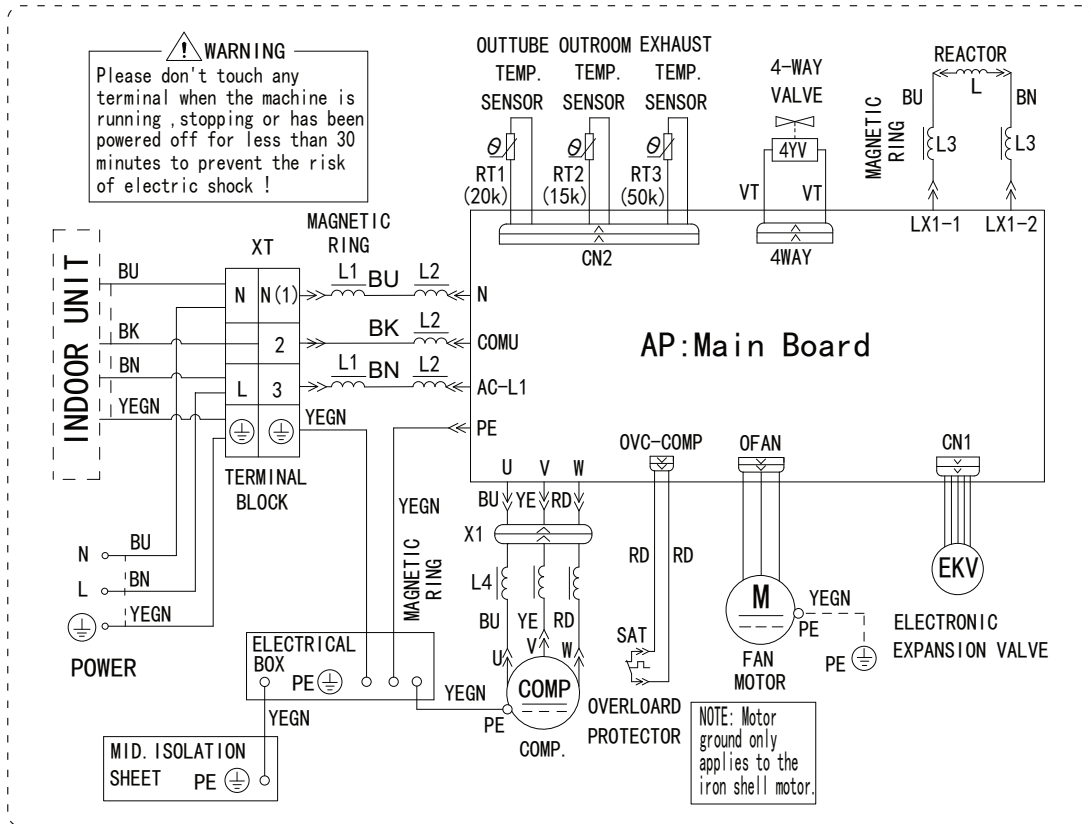 WARNING
Please don't touch any
terminal when the machine is
running ,stopping or has been
powered off for less than 30
minutes to prevent the risk
of electric shock !
OUTTUBE OUTROOM EXHAUST
TEMP. TEMP. TEMP.
SENSOR SENSOR SENSOR
θ θ θ
RT1 RT2 RT3
(20k) (15k) (50k)
CN2
4-WAY
VALVE
4YV
VT VT
4WAY
REACTOR
L
BU BN
MAGNETIC
RING
L3 L3
LX1-1 LX1-2
INDOOR UNIT
BU
BK
BN
YEGN
XT
N N(1)
2
L 3
TERMINAL
BLOCK
MAGNETIC
RING
L1 BU L2
N
BK L2
COMU
L1 BN L2
AC-L1
YEGN
PE
AP:Main Board
YEGN
MAGNETIC
RING
N BU
L BN
YEGN
POWER
U V W
BU YE RD
X1
L4
BU YE RD
U V W
COMP
PE
COMP.
OVC-COMP
RD RD
SAT
OVERLOARD
PROTECTOR
OFAN
M
YEGN
PE
PE
FAN
MOTOR
CN1
EKV
ELECTRONIC
EXPANSION VALVE
ELECTRICAL
BOX
PE
YEGN
YEGN
MID. ISOLATION
SHEET PE
NOTE: Motor
ground only
applies to the
iron shell motor.